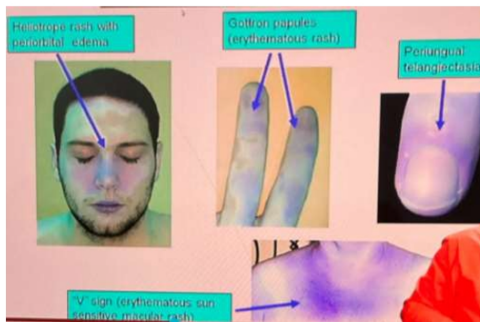 Heliotrope rash with
periorbital edema
Gottron papules
(erythematous rash)
Periungual
telangiectasia
"V" sign (erythematous sun
sensitive macular rash)